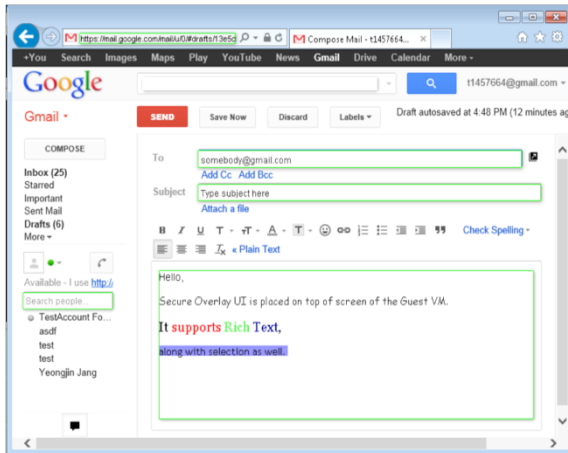 https://mail.google.com/mail/u/0/#drafts/13e5c
Compose Mail - t1457664...
+You Search Images Maps Play YouTube News Gmail Drive Calendar More -
Google
t1457664@gmail.com
Gmail
SEND Save Now Discard Labels Draft autosaved at 4:48 PM (12 minutes ag
COMPOSE
To somebody@gmail.com
Add Cc Add Bcc
Inbox (25)
Starred
Important
Sent Mail
Drafts (6)
More
Subject Type subject here
Attach a file
B I U T T A T Check Spelling
« Plain Text
Available - I use http:/
Search people...
TestAccount Fo...
asdf
test
test
Yeongjin Jang
Hello,
Secure Overlay UI is placed on top of screen of the Guest VM.
It supports Rich Text,
along with selection as well.